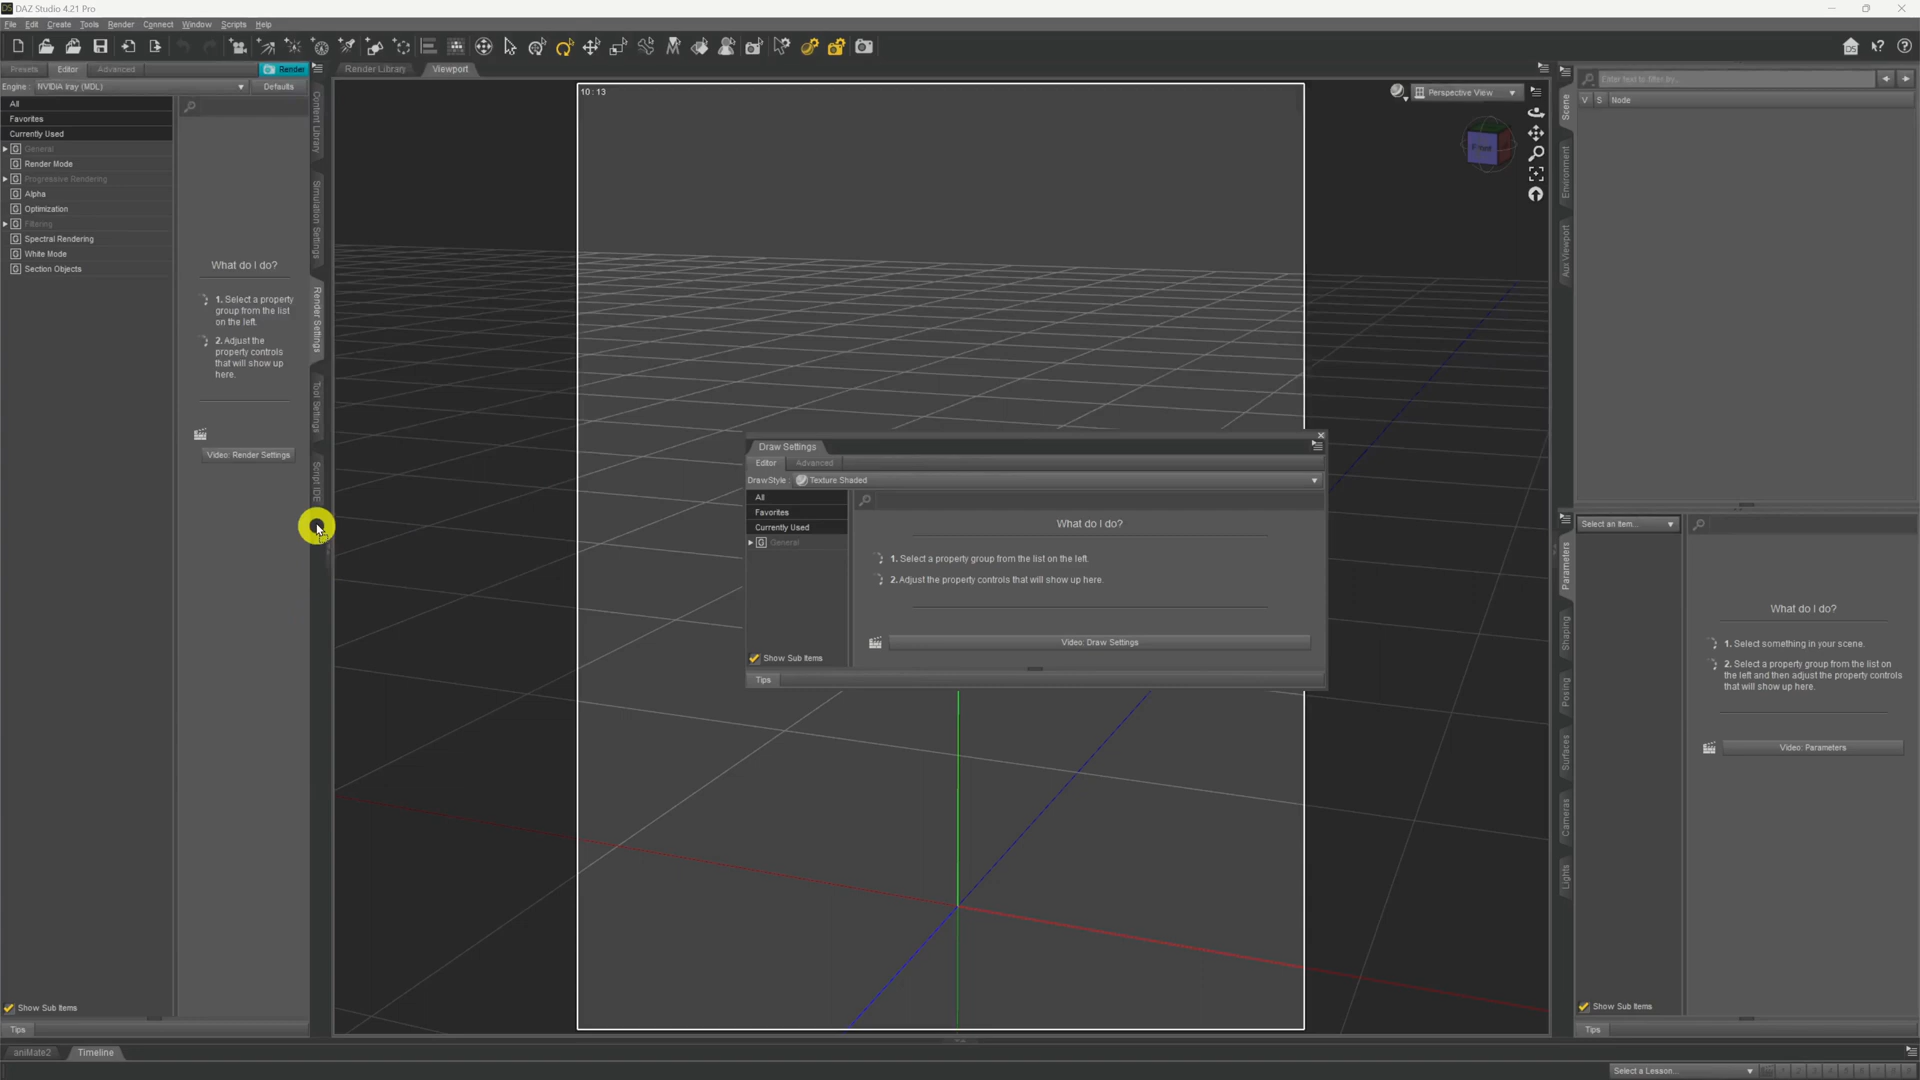 DAZ Studio 4.21 Pro
File Edit Create Tools Render Connect Window Scripts Help
Presets Editor Advanced Render
Render Library Viewport
Engine : NVIDIA Iray (MDL) Defaults
All
Favorites
Currently Used
General
Render Mode
Progressive Rendering
Alpha
Optimization
Filtering
Spectral Rendering
White Mode
Section Objects
What do I do?
1. Select a property
group from the list
on the left.
2. Adjust the
property controls
that will show up
here.
Video: Render Settings
Show Sub Items
Tips
Content Library
Simulation Settings
Render Settings
Tool Settings
Script IDE
10 : 13
Perspective View
Front
Draw Settings
Editor Advanced
DrawStyle : Texture Shaded
All
Favorites
Currently Used
General
What do I do?
1. Select a property group from the list on the left.
2. Adjust the property controls that will show up here.
Video: Draw Settings
Show Sub Items
Tips
Scene
Environment
Aux Viewport
Filter text to filter by...
V S Node
Select an Item...
Parameters
Shaping
Posing
Surfaces
Cameras
Lights
What do I do?
1. Select something in your scene.
2. Select a property group from the list on
the left and then adjust the property controls
that will show up here.
Video: Parameters
Show Sub Items
Tips
aniMate2 Timeline
Select a Lesson...